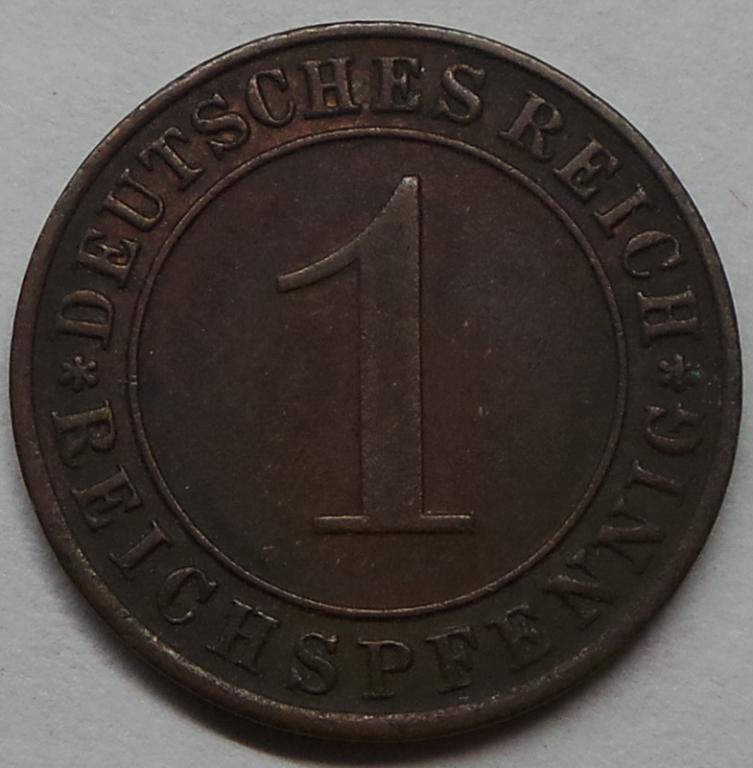 DEUTSCHES REICH
1
* REICHSPFENNIG *